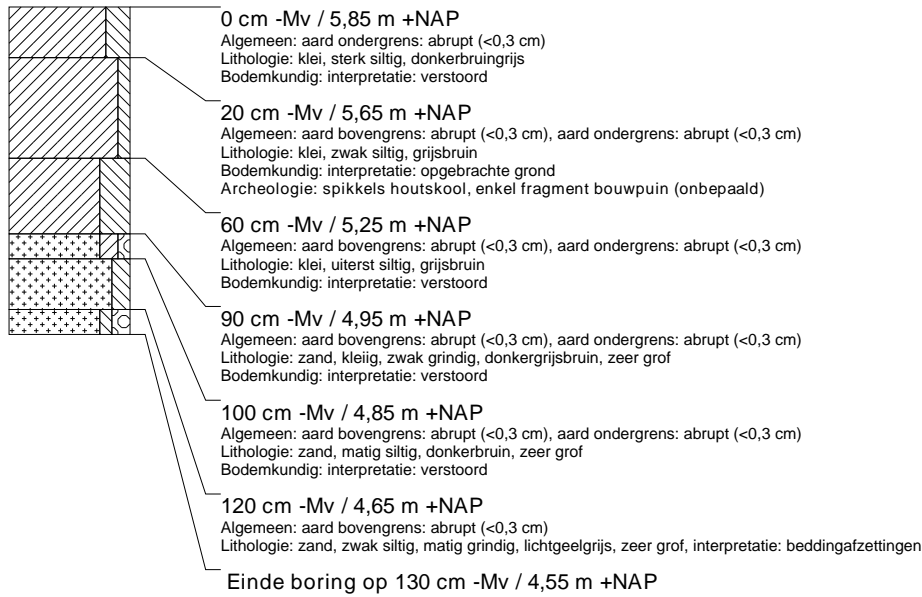 0 cm -Mv / 5,85 m +NAP
Algemeen: aard ondergrens: abrupt (<0,3 cm)
Lithologie: klei, sterk siltig, donkerbruingrijs
Bodemkundig: interpretatie: verstoord
20 cm -Mv / 5,65 m +NAP
Algemeen: aard bovengrens: abrupt (<0,3 cm), aard ondergrens: abrupt (<0,3 cm)
Lithologie: klei, zwak siltig, grijsbruin
Bodemkundig: interpretatie: opgebrachte grond
Archeologie: spikkels houtskool, enkel fragment bouwpuin (onbepaald)
60 cm -Mv / 5,25 m +NAP
Algemeen: aard bovengrens: abrupt (<0,3 cm), aard ondergrens: abrupt (<0,3 cm)
Lithologie: klei, uiterst siltig, grijsbruin
Bodemkundig: interpretatie: verstoord
90 cm -Mv / 4,95 m +NAP
Algemeen: aard bovengrens: abrupt (<0,3 cm), aard ondergrens: abrupt (<0,3 cm)
Lithologie: zand, kleiig, zwak grindig, donkergrijsbruin, zeer grof
Bodemkundig: interpretatie: verstoord
100 cm -Mv / 4,85 m +NAP
Algemeen: aard bovengrens: abrupt (<0,3 cm), aard ondergrens: abrupt (<0,3 cm)
Lithologie: zand, matig siltig, donkerbruin, zeer grof
Bodemkundig: interpretatie: verstoord
120 cm -Mv / 4,65 m +NAP
Algemeen: aard bovengrens: abrupt (<0,3 cm)
Lithologie: zand, zwak siltig, matig grindig, lichtgeelgrijs, zeer grof, interpretatie: beddingafzettingen
Einde boring op 130 cm -Mv / 4,55 m +NAP